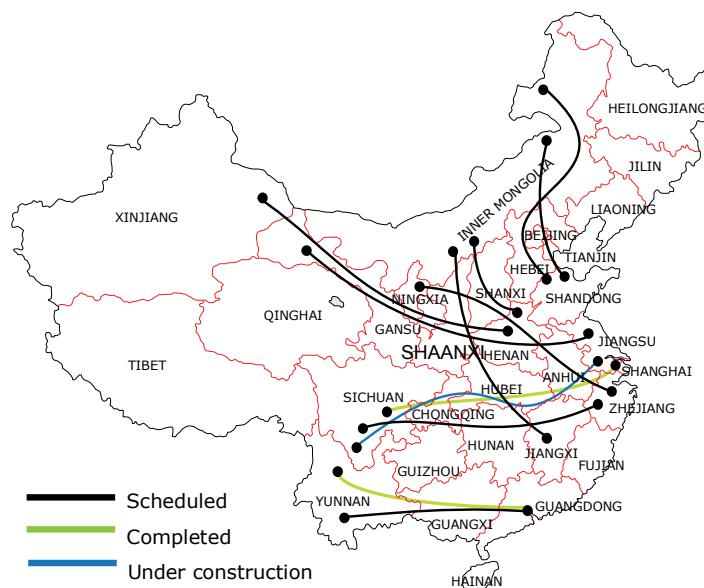 HEILONGJIANG
JILIN
LIAONING
INNER MONGOLIA
XINJIANG
BEIJING
TIANJIN
HEBEI
SHANDONG
NINGXIA
SHANXI
QINGHAI
GANSU
JIANGSU
SHAANXI
HENAN
TIBET
ANHUI
SHANGHAI
HUBEI
SICHUAN
ZHEJIANG
CHONGQING
HUNAN
JIANGXI
FUJIAN
GUIZHOU
YUNNAN
GUANGDONG
GUANGXI
HAINAN
Scheduled
Completed
Under construction